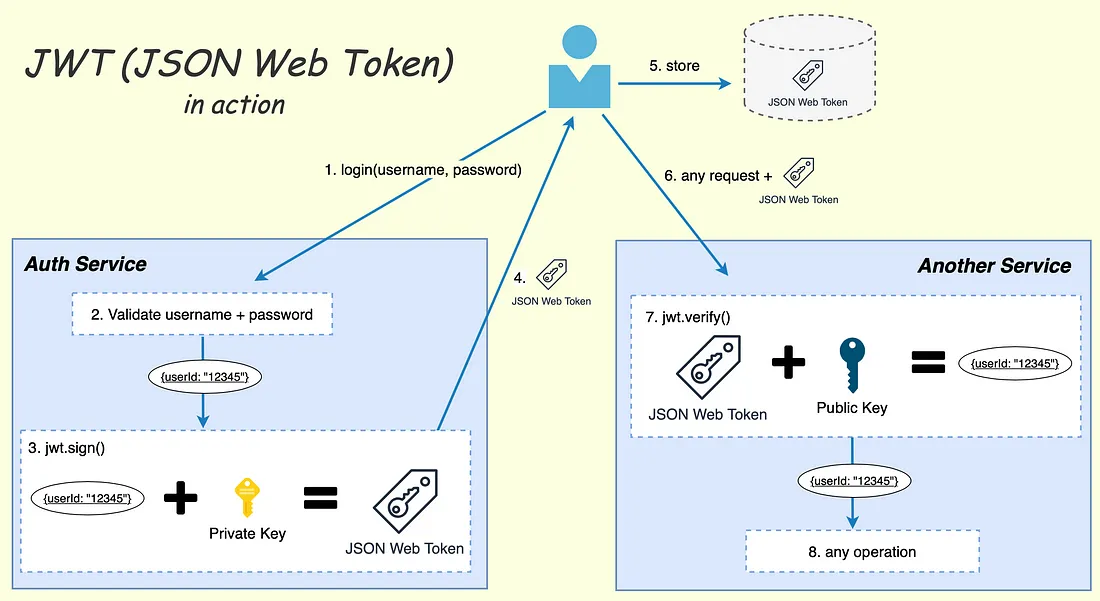 JWT (JSON Web Token)
in action
5. store
JSON Web Token
1. login(username, password)
6. any request +
JSON Web Token
4.
JSON Web Token
Auth Service
2. Validate username + password
{userId: "12345"}
3. jwt.sign()
{userId: "12345"}
Private Key
JSON Web Token
Another Service
7. jwt.verify()
{userId: "12345"}
JSON Web Token
Public Key
{userId: "12345"}
8. any operation